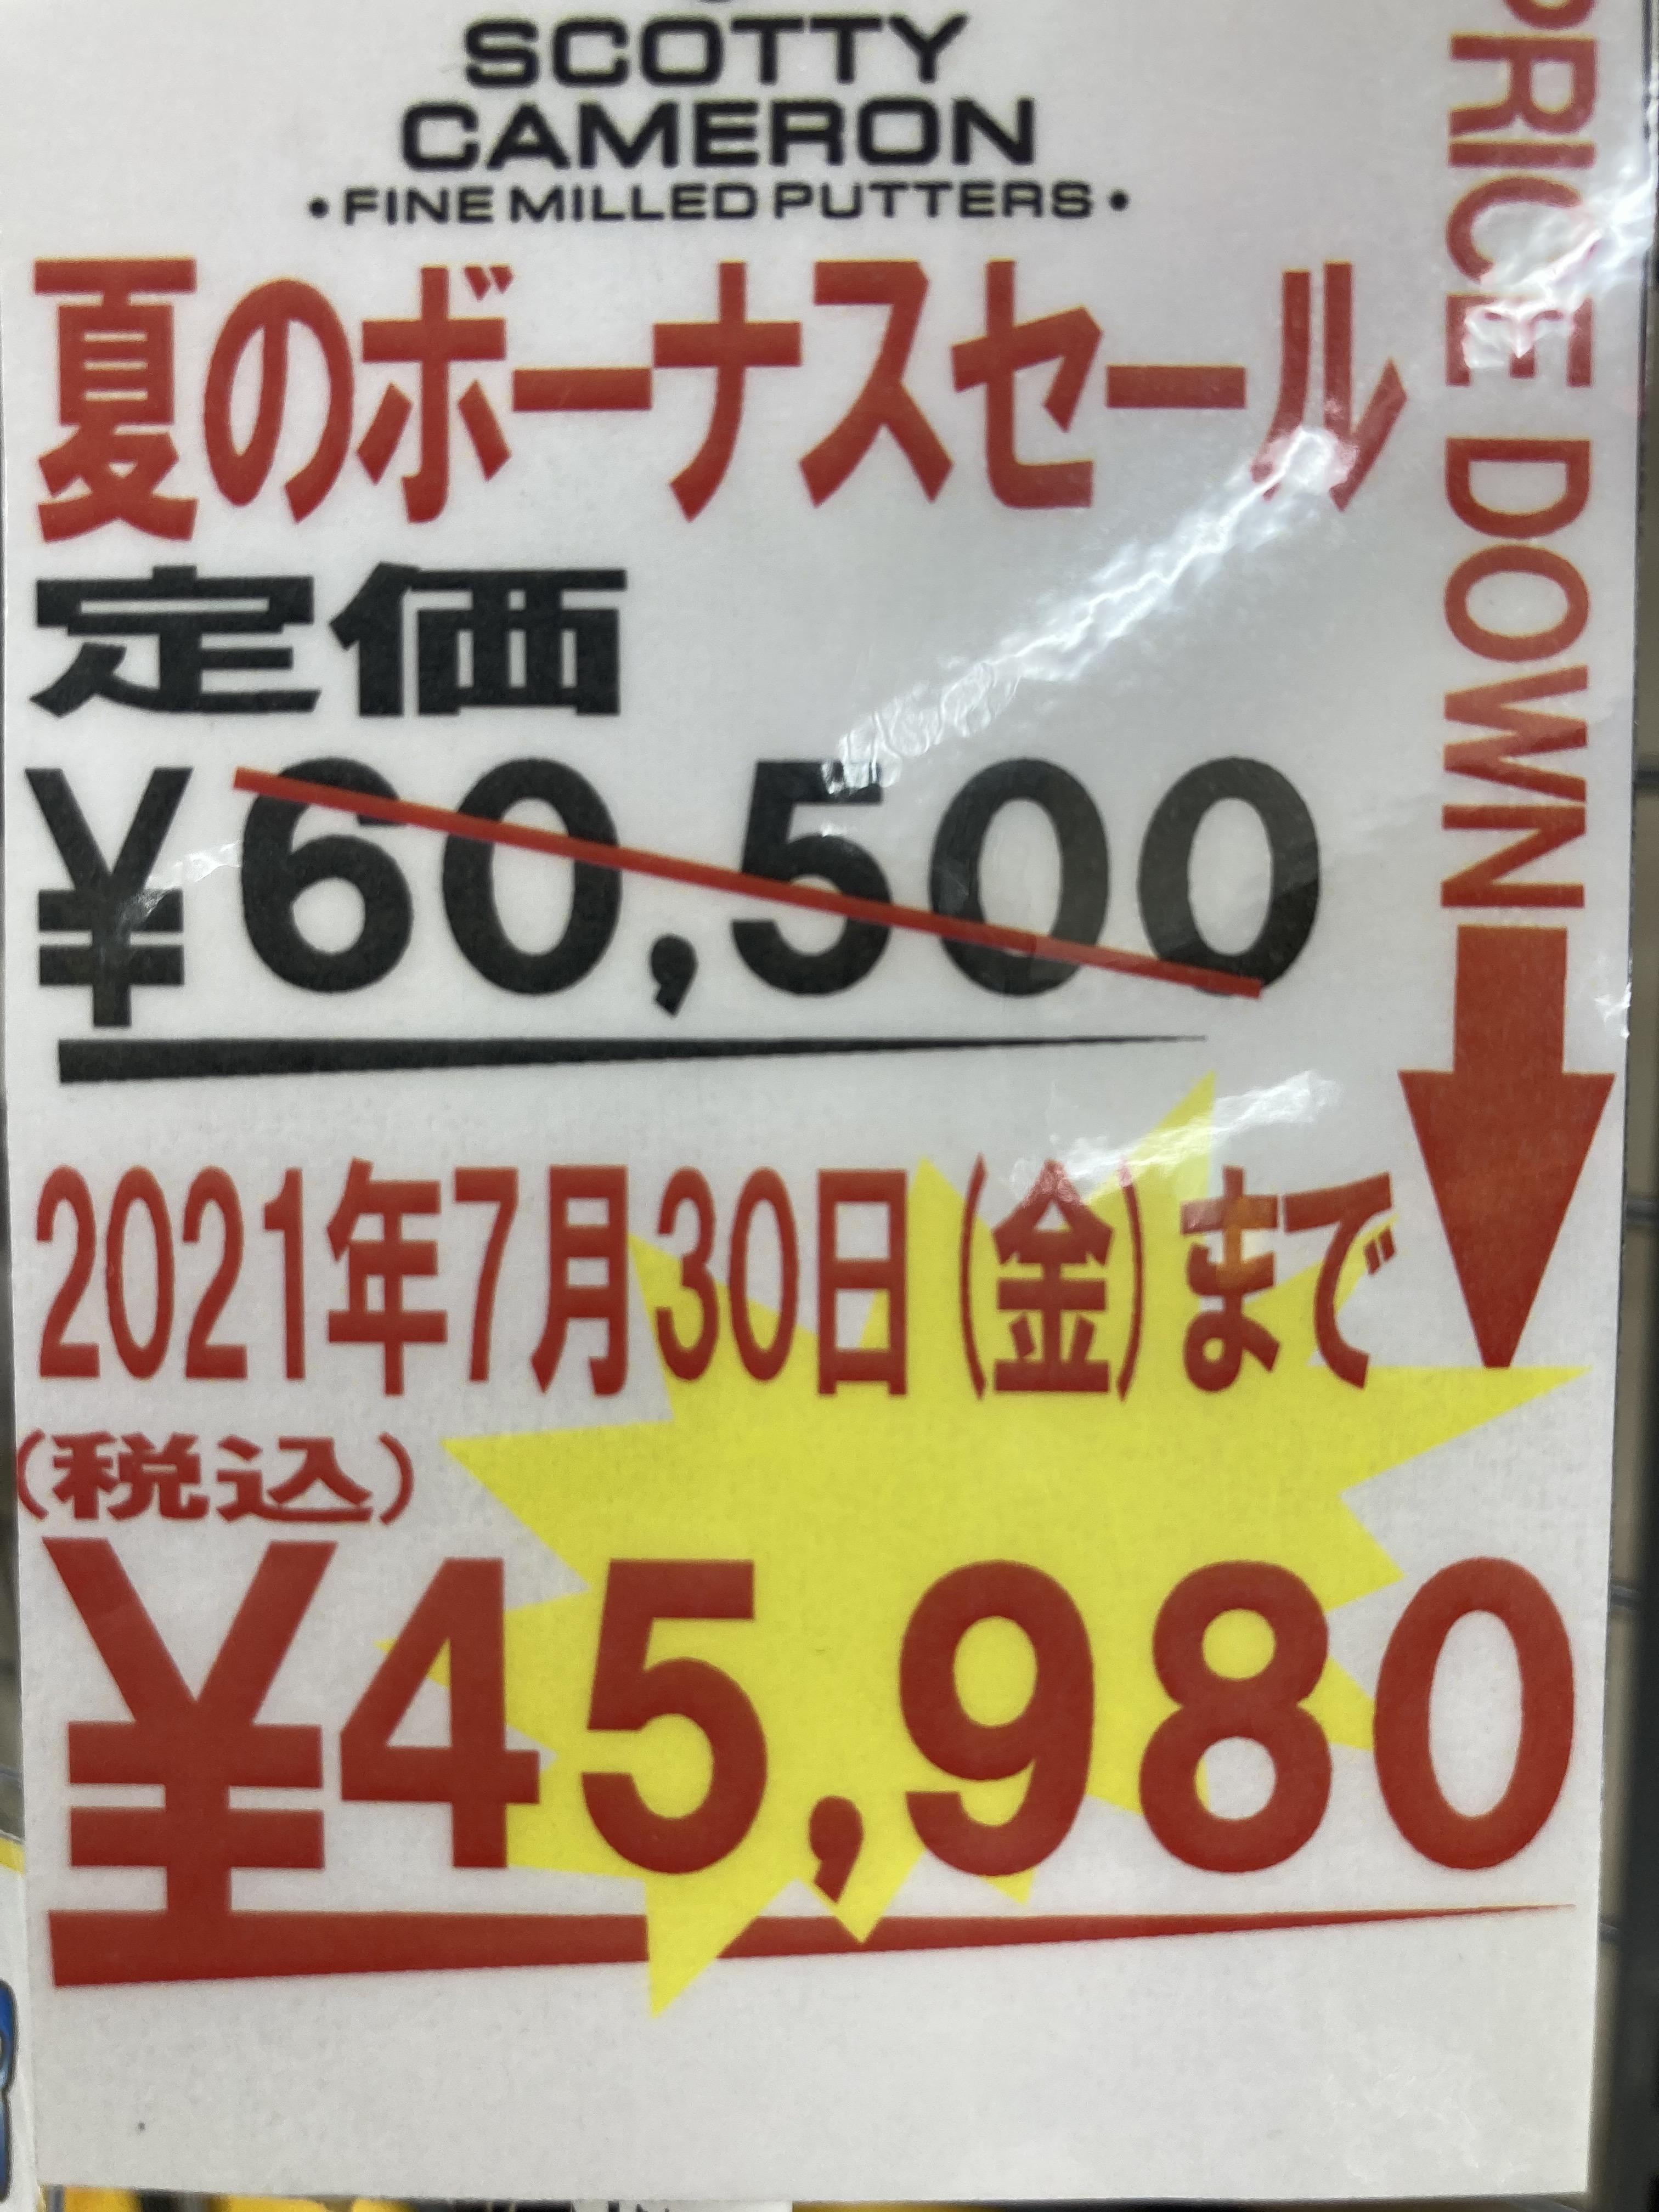 SCOTTY
CAMERON
•FINE MILLED PUTTERS•
夏のボーナスセール
定価
¥60,500
PRICE DOWN
2021年7月30日(金)まで
(税込)
¥45,980